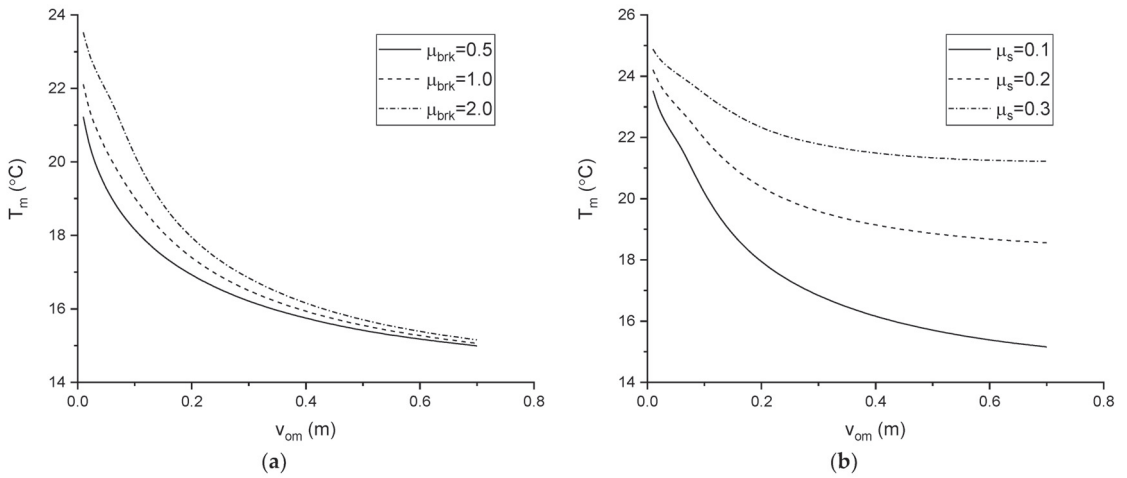 24
22
20
18
16
14
T_m (°C)
μ_brk=0.5
μ_brk=1.0
μ_brk=2.0
0.0 0.2 0.4 0.6 0.8
v_om (m)
(a)
26
24
22
20
18
16
14
T_m (°C)
μ_s=0.1
μ_s=0.2
μ_s=0.3
0.0 0.2 0.4 0.6 0.8
v_om (m)
(b)